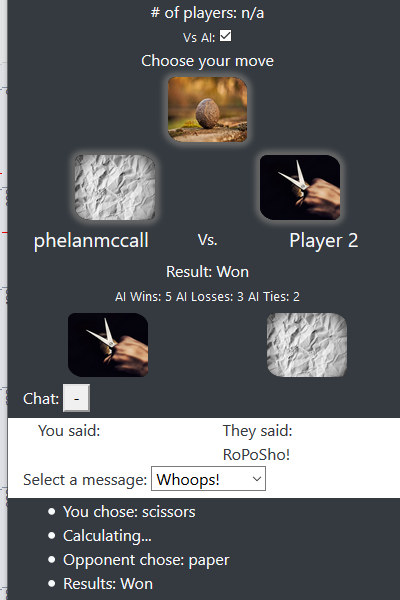 # of players: n/a
Vs AI:
Choose your move
phelanmccall Vs. Player 2
Result: Won
AI Wins: 5 AI Losses: 3 AI Ties: 2
Chat: -
You said: They said:
RoPoSho!
Select a message: Whoops!
You chose: scissors
Calculating...
Opponent chose: paper
Results: Won